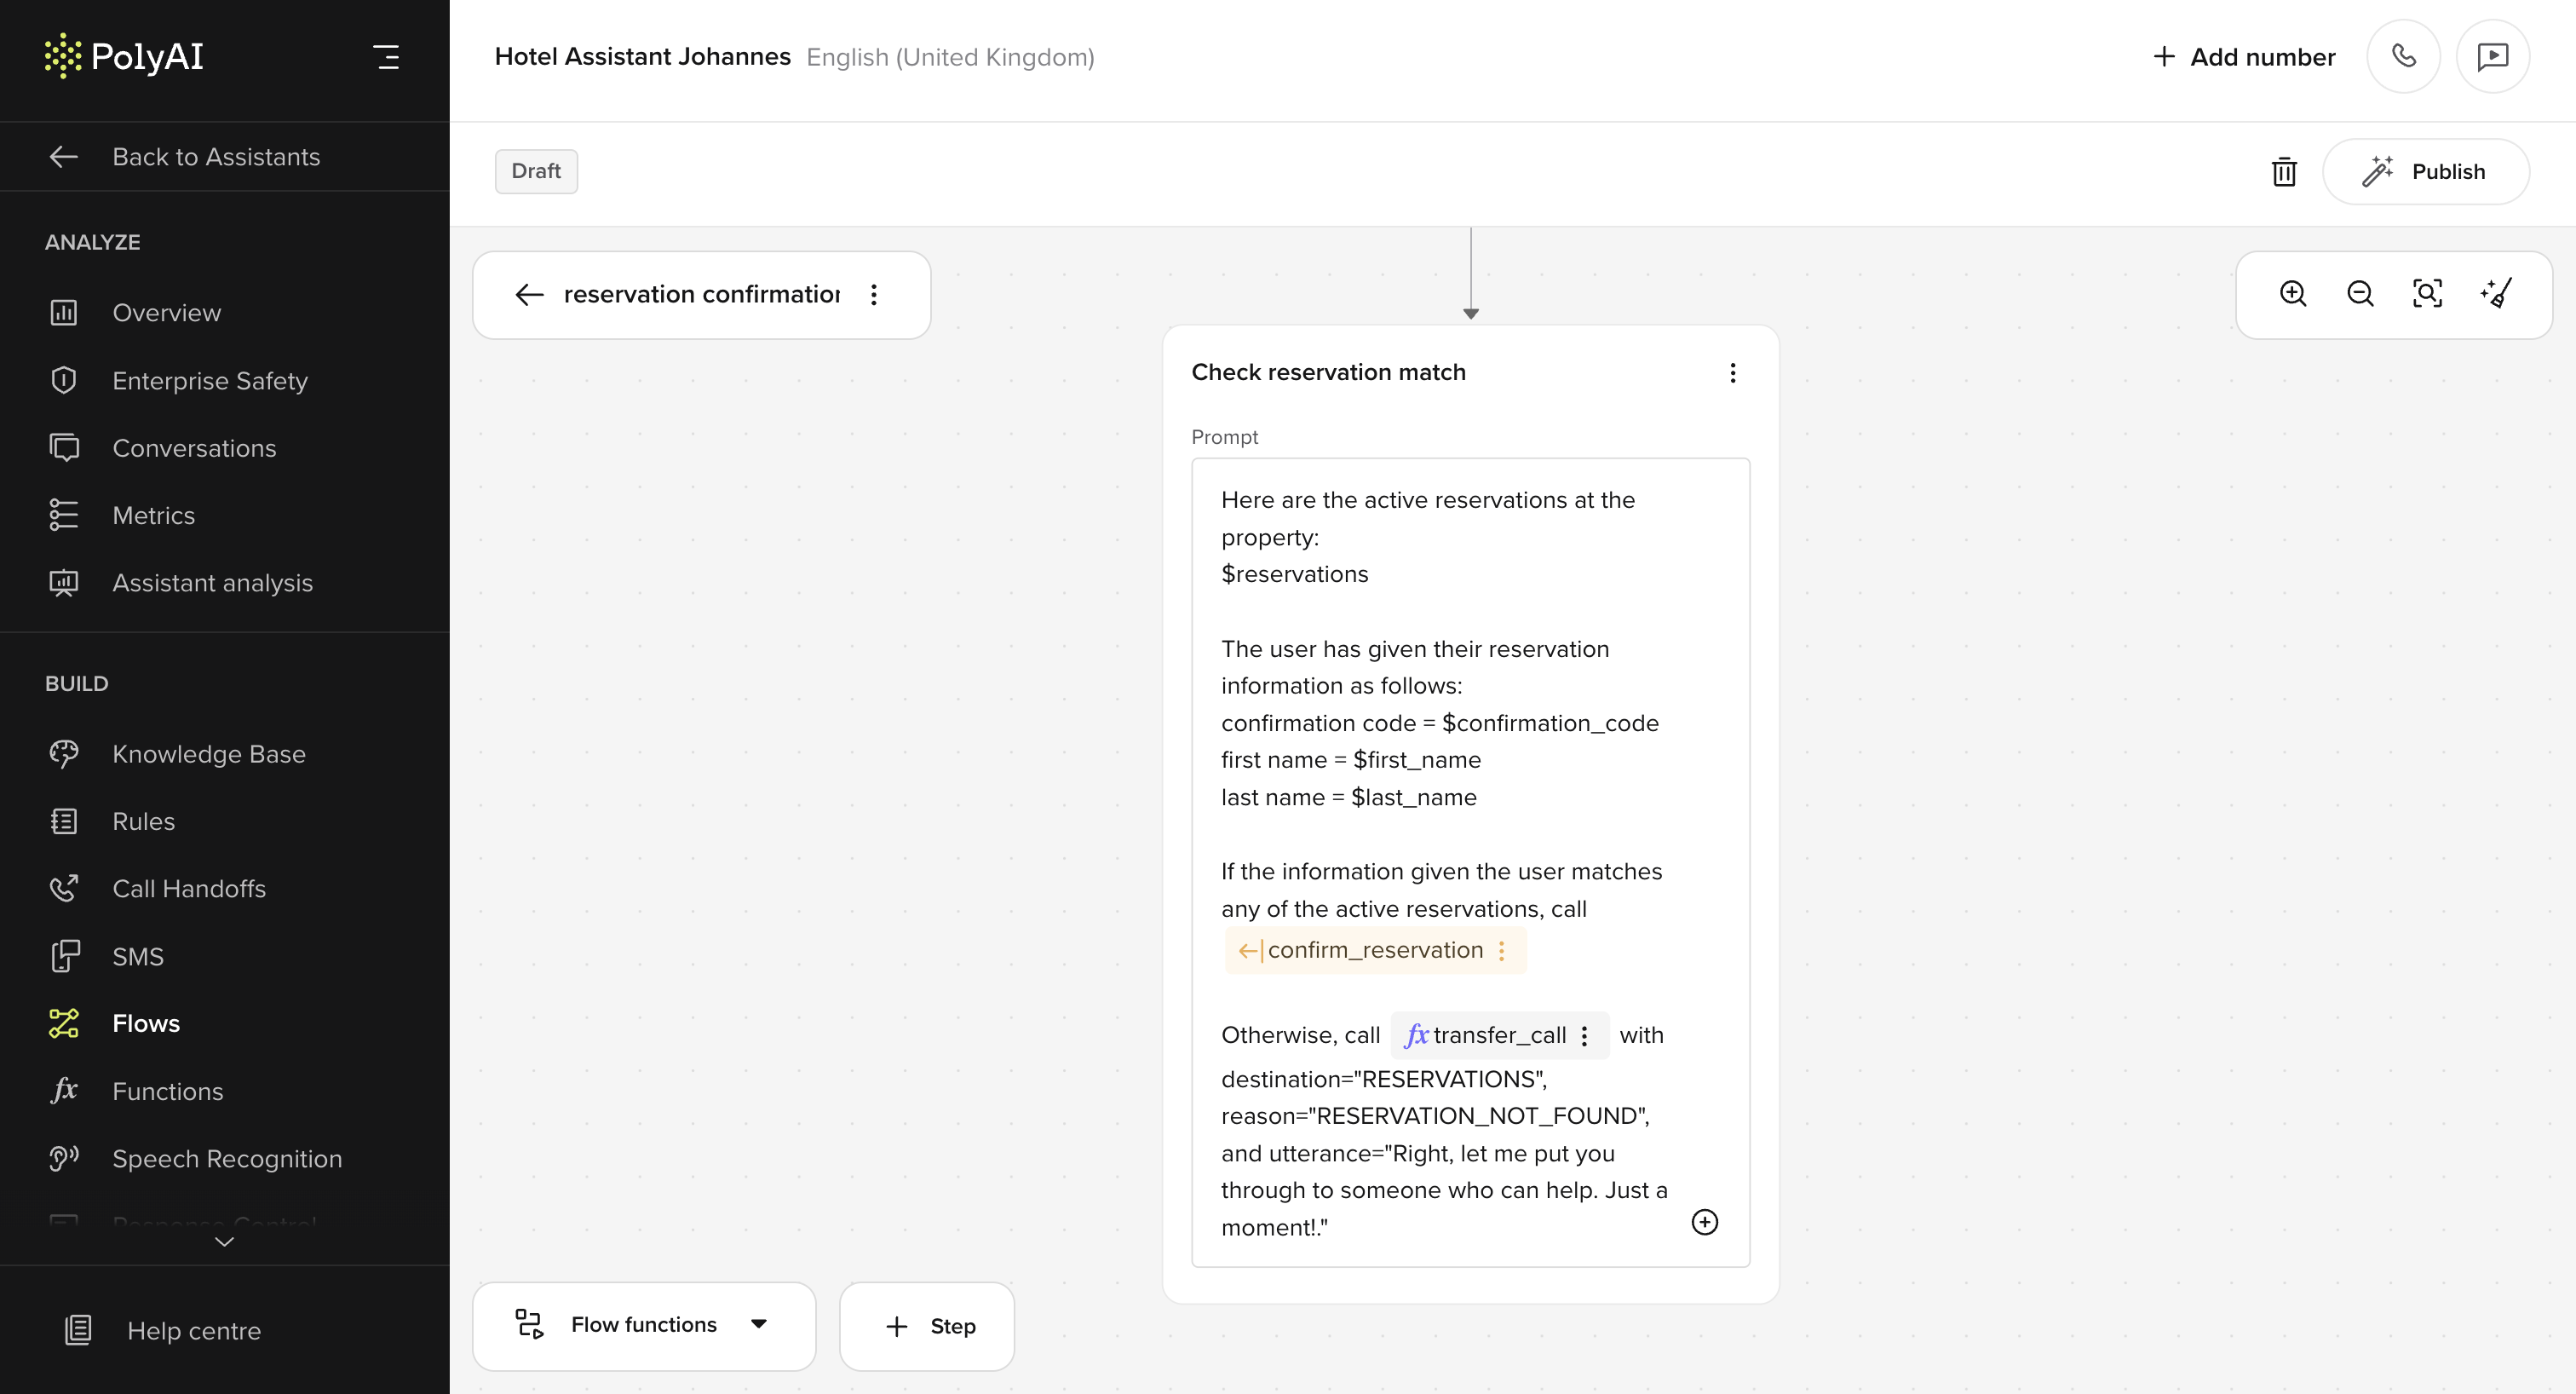 PolyAI
Back to Assistants
ANALYZE
Overview
Enterprise Safety
Conversations
Metrics
Assistant analysis
BUILD
Knowledge Base
Rules
Call Handoffs
SMS
Flows
fx Functions
Speech Recognition
Response Control
Help centre
Hotel Assistant Johannes English (United Kingdom)
Add number
Draft
Publish
reservation confirmation
Check reservation match
Prompt
Here are the active reservations at the
property:
$reservations
The user has given their reservation
information as follows:
confirmation code = $confirmation_code
first name = $first_name
last name = $last_name
If the information given the user matches
any of the active reservations, call
confirm_reservation
Otherwise, call fx transfer_call with
destination="RESERVATIONS",
reason="RESERVATION_NOT_FOUND",
and utterance="Right, let me put you
through to someone who can help. Just a
moment!."
Flow functions
Step